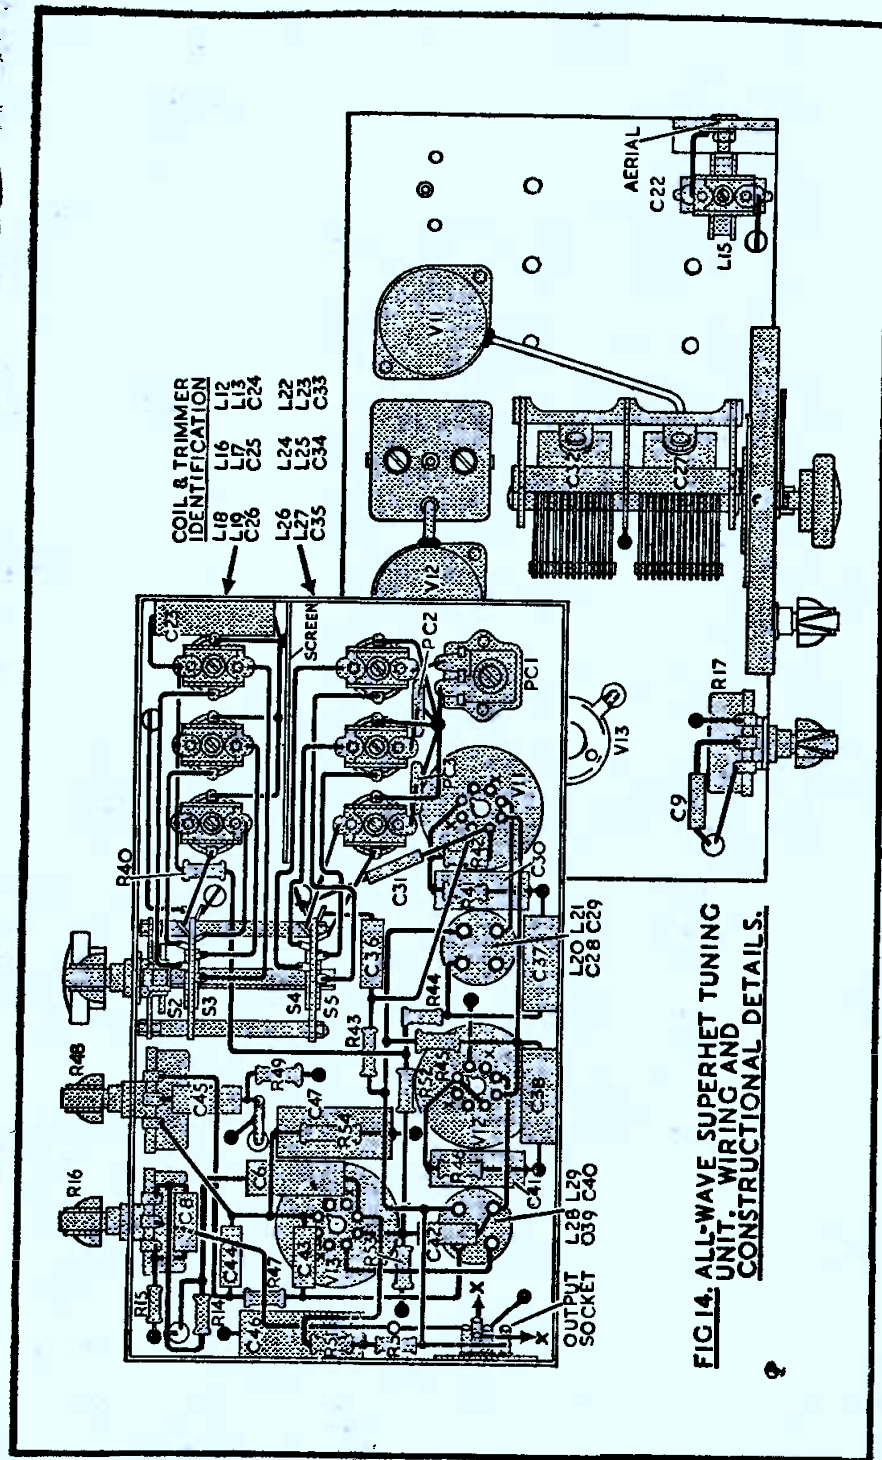 COIL & TRIMMER
IDENTIFICATION
L18 L16 L12
L19 L17 L13
C26 C25 C24
L26 L24 L22
L27 L25 L23
C35 C34 C33
AERIAL
C22
L15
V11
V12
C32
C27
C23
SCREEN
PC2
PC1
V11
V13
R17
C9
R40
S2
S3
S4
S5
C31
R42
R41
C30
C36
C37
L20 L21
C28 C29
R44
R43
R45
R52
V12
C38
R46
C41
R48
C45
R49
C47
R54
R16
C8
C6
C44
R47
C43
V13
R53
C42
L28 L29
C39 C40
R15
R14
C46
X
X
OUTPUT
SOCKET
FIG 14. ALL-WAVE SUPERHET TUNING
UNIT. WIRING AND
CONSTRUCTIONAL DETAILS.